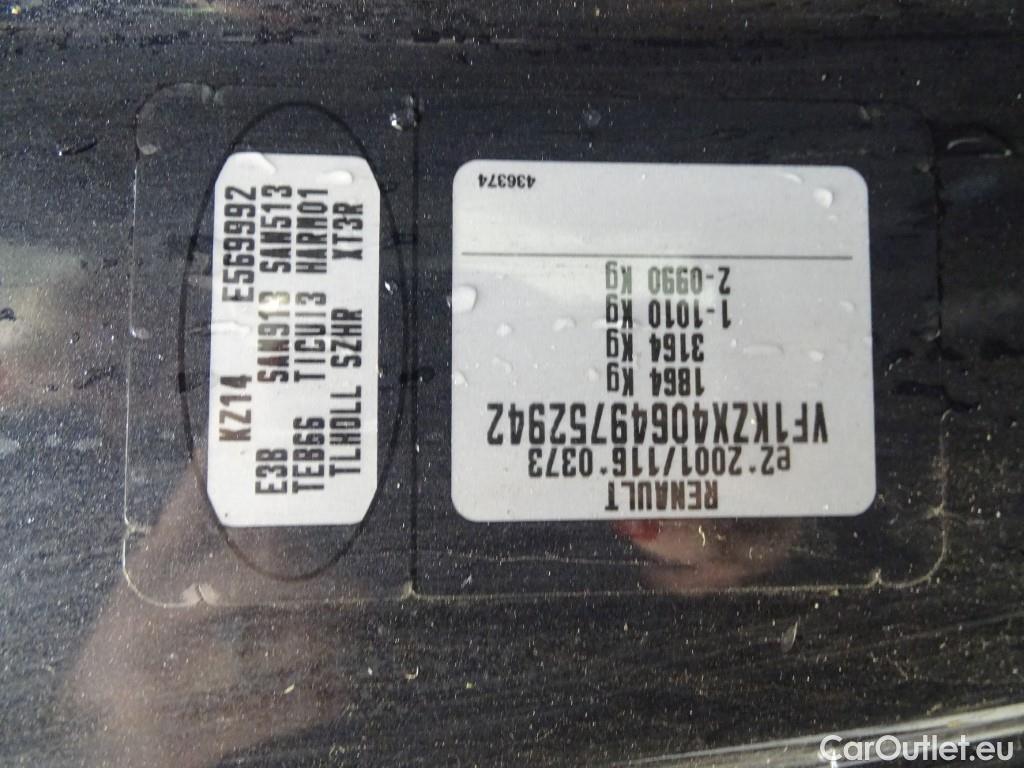 KZ14 E569992
E3B SAN913 SAN513
TEB66 TICUI3 HARM01
TLHOLL SZHR XT3R
RENAULT
e2*2001/116*0373
VF1KZX40649752942
1864 Kg
3164 Kg
1-1010 Kg
2-0990 Kg
436374
CarOutlet.eu